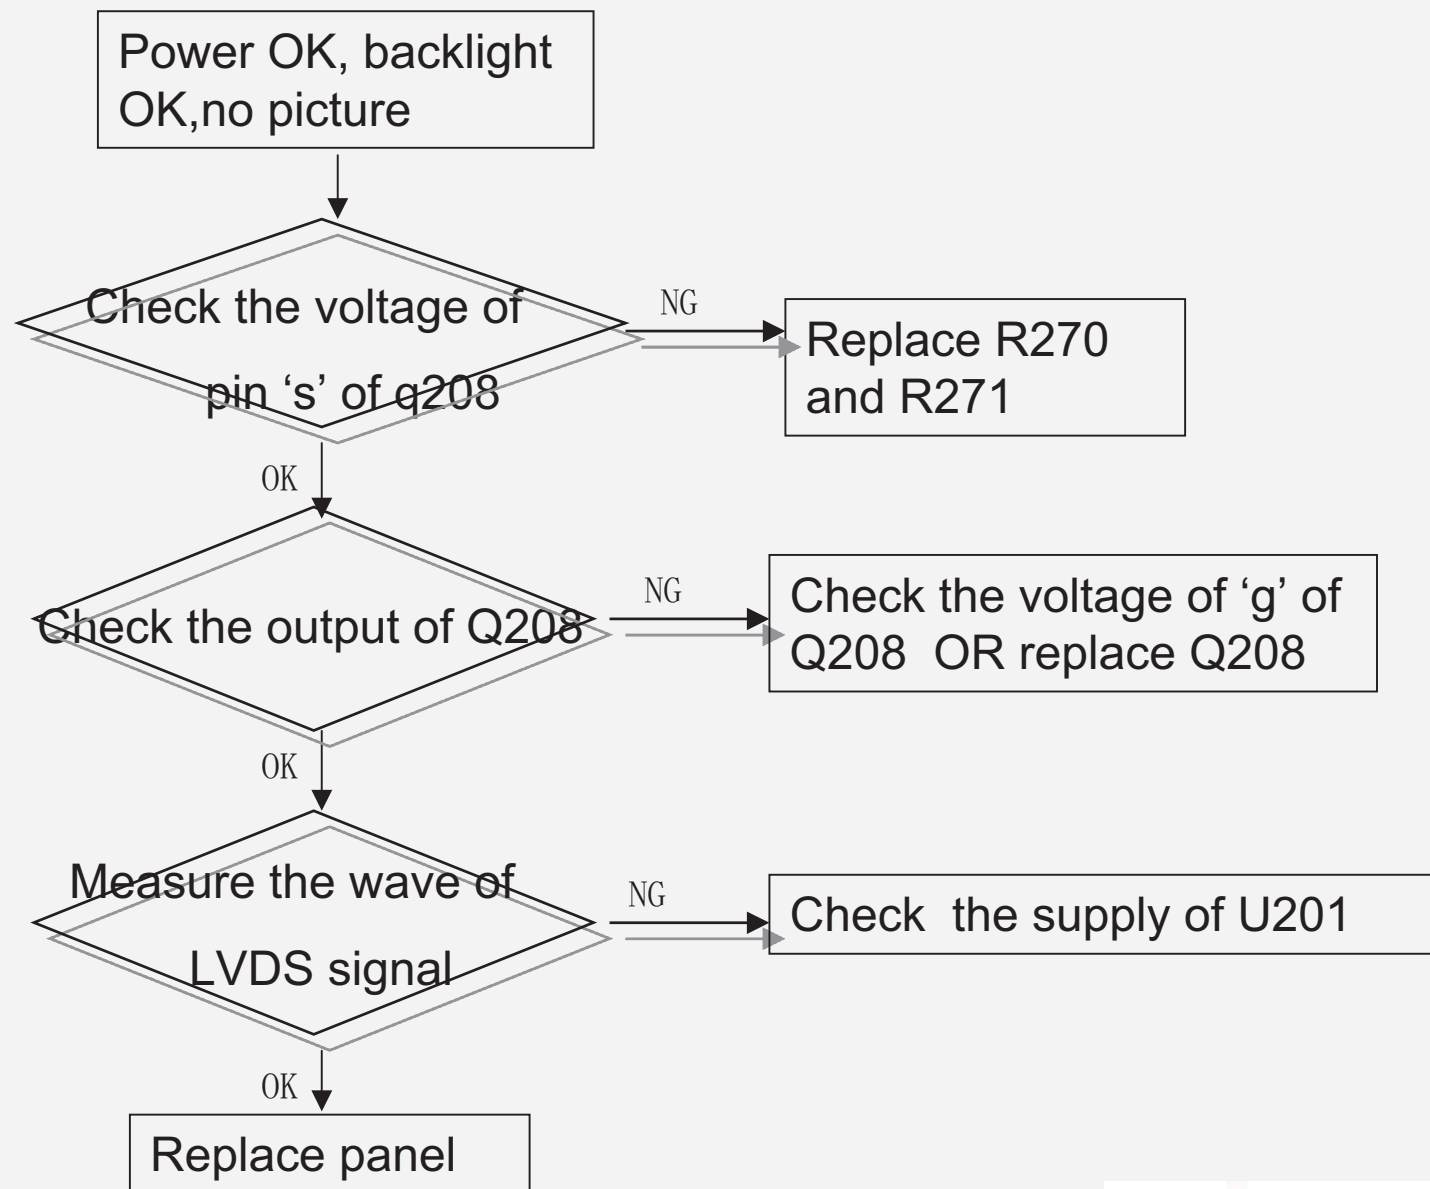 Power OK, backlight
OK,no picture
Check the voltage of
pin ‘s’ of q208
NG
Replace R270
and R271
OK
Check the output of Q208
NG
Check the voltage of ‘g’ of
Q208  OR replace Q208
OK
Measure the wave of
LVDS signal
NG
Check  the supply of U201
OK
Replace panel